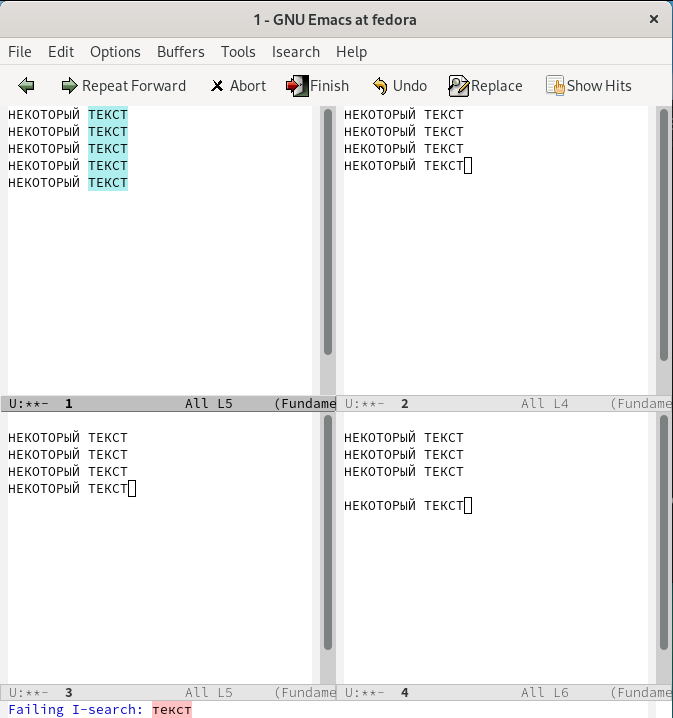 1 - GNU Emacs at fedora
File Edit Options Buffers Tools Isearch Help
Repeat Forward Abort Finish Undo Replace Show Hits
НЕКОТОРЫЙ ТЕКСТ
НЕКОТОРЫЙ ТЕКСТ
НЕКОТОРЫЙ ТЕКСТ
НЕКОТОРЫЙ ТЕКСТ
НЕКОТОРЫЙ ТЕКСТ
U:**- 1 All L5 (Fundame
НЕКОТОРЫЙ ТЕКСТ
НЕКОТОРЫЙ ТЕКСТ
НЕКОТОРЫЙ ТЕКСТ
НЕКОТОРЫЙ ТЕКСТ
U:**- 2 All L4 (Fundame
НЕКОТОРЫЙ ТЕКСТ
НЕКОТОРЫЙ ТЕКСТ
НЕКОТОРЫЙ ТЕКСТ
НЕКОТОРЫЙ ТЕКСТ
U:**- 3 All L5 (Fundame
НЕКОТОРЫЙ ТЕКСТ
НЕКОТОРЫЙ ТЕКСТ
НЕКОТОРЫЙ ТЕКСТ
НЕКОТОРЫЙ ТЕКСТ
U:**- 4 All L6 (Fundame
Failing I-search: текст